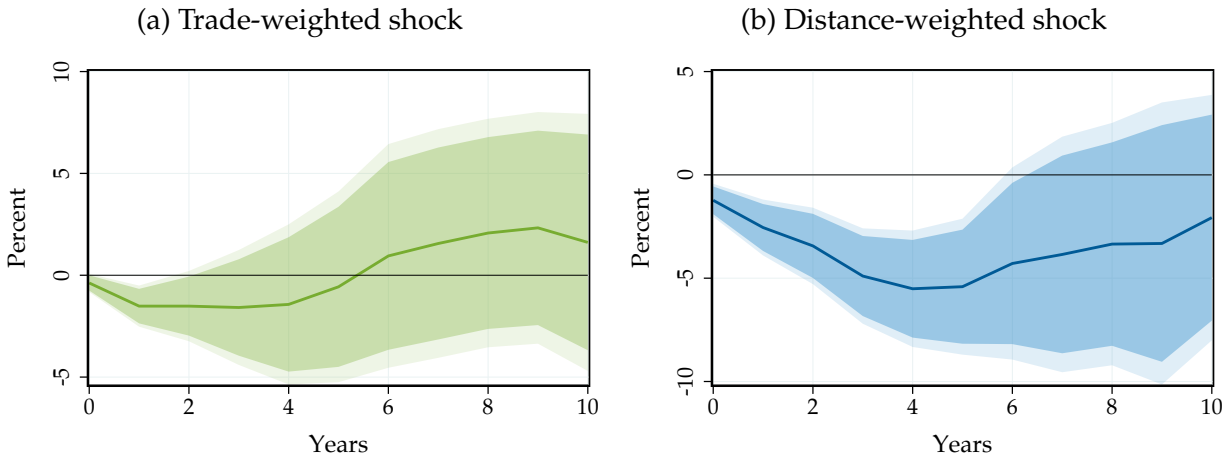 (a) Trade-weighted shock
10
5
0
-5
Percent
0 2 4 6 8 10
Years
(b) Distance-weighted shock
5
0
-5
-10
Percent
0 2 4 6 8 10
Years